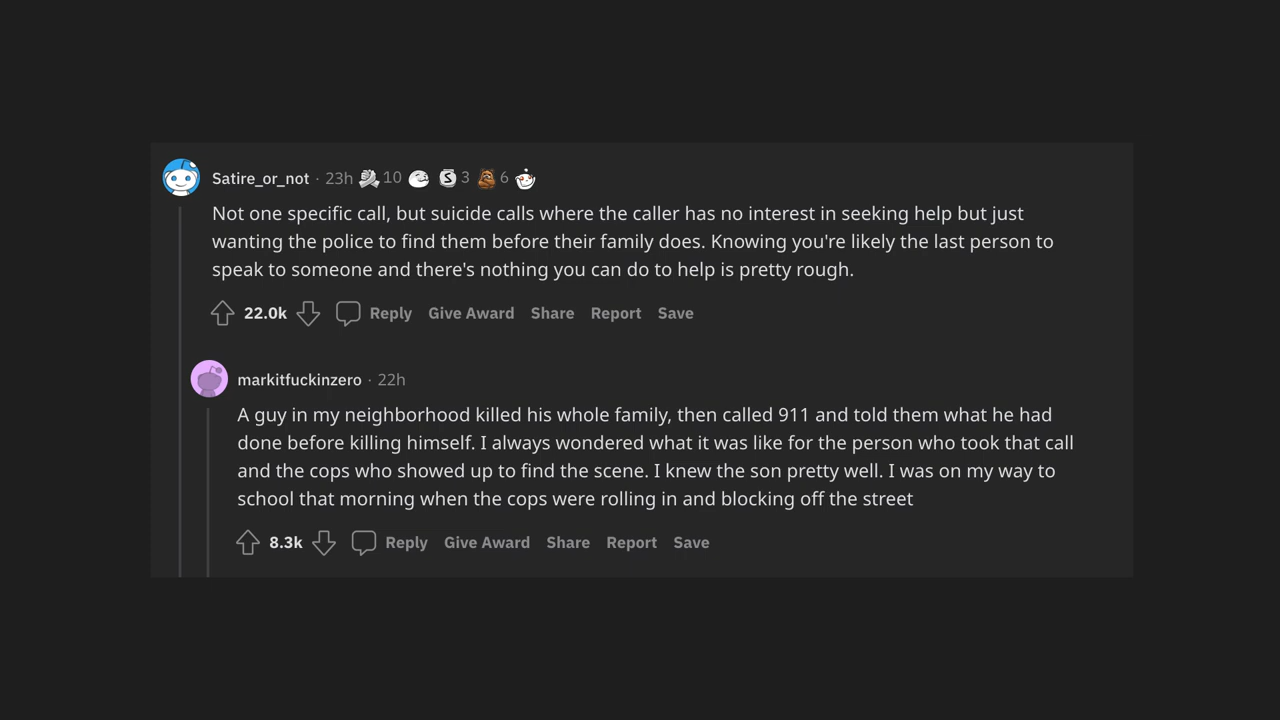 Satire_or_not · 23h 10 3 6
Not one specific call, but suicide calls where the caller has no interest in seeking help but just
wanting the police to find them before their family does. Knowing you're likely the last person to
speak to someone and there's nothing you can do to help is pretty rough.
22.0k Reply Give Award Share Report Save
markitfuckinzero · 22h
A guy in my neighborhood killed his whole family, then called 911 and told them what he had
done before killing himself. I always wondered what it was like for the person who took that call
and the cops who showed up to find the scene. I knew the son pretty well. I was on my way to
school that morning when the cops were rolling in and blocking off the street
8.3k Reply Give Award Share Report Save